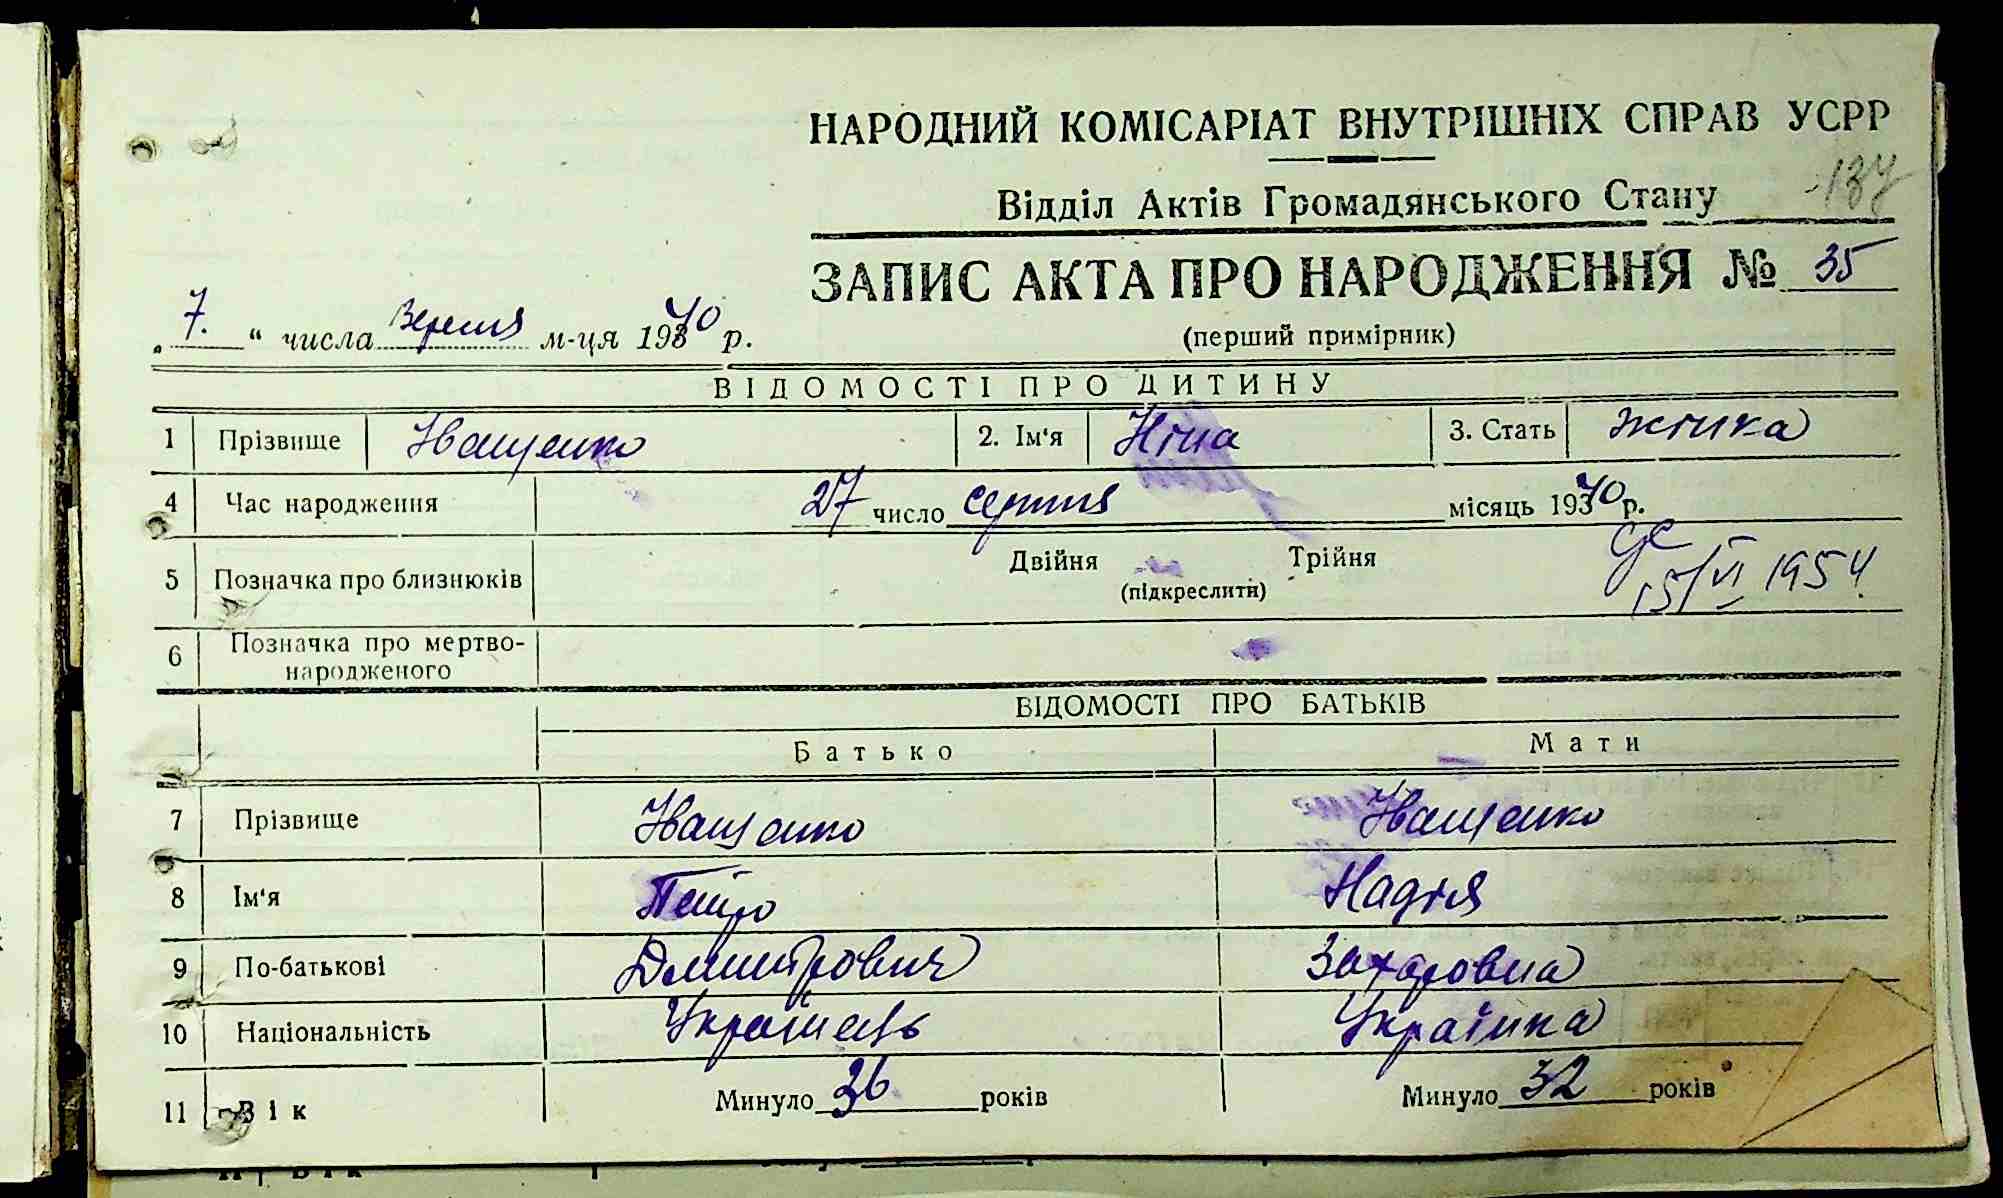 НАРОДНИЙ КОМІСАРІАТ ВНУТРІШНІХ СПРАВ УСРР
137
Відділ Актів Громадянського Стану
ЗАПИС АКТА ПРО НАРОДЖЕННЯ № 35
„7.“ числа Вересня м-ця 1940 р.
(перший примірник)
ВІДОМОСТІ ПРО ДИТИНУ
1 Прізвище Іващенко 2. Ім'я Ніна 3. Стать жінка
4 Час народження 27 число серпня місяць 1940 р.
5 Позначка про близнюків Двійня Трійня
(підкреслити)
15/VI 1954
6 Позначка про мертво-
народженого
ВІДОМОСТІ ПРО БАТЬКІВ
Батько Мати
7 Прізвище Іващенко Іващенко
8 Ім'я Петро Надія
9 По-батькові Дмитрович Захаровна
10 Національність Українець Українка
11 Вік Минуло 36 років Минуло 32 років